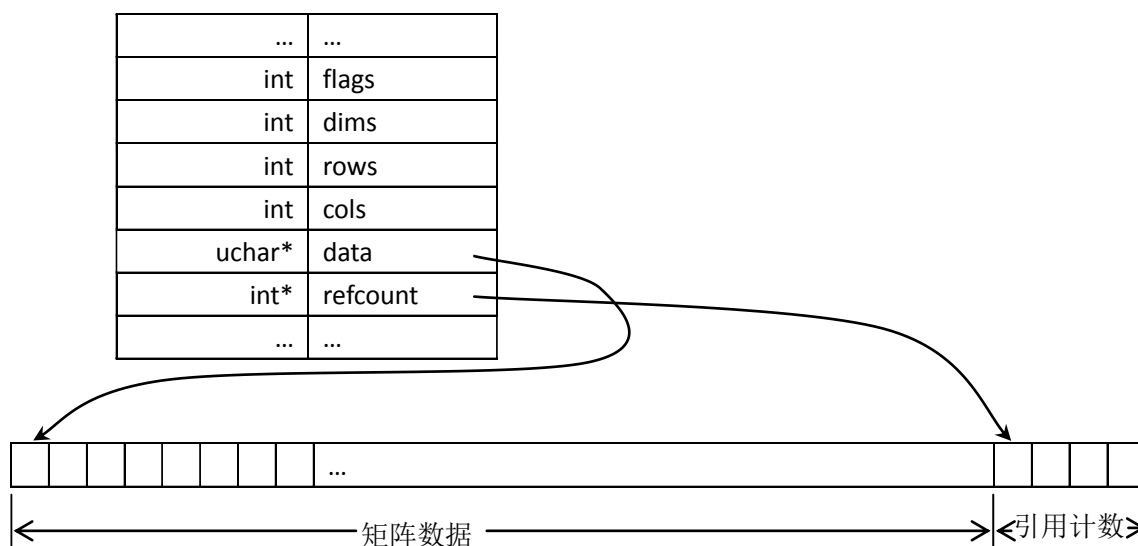 ... ...
int flags
int dims
int rows
int cols
uchar* data
int* refcount
... ...
...
矩阵数据 引用计数